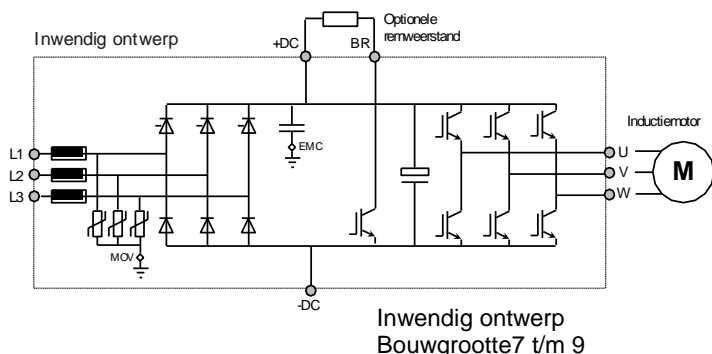 Optionele
remweerstand
Inwendig ontwerp
+DC
BR
Inductiemotor
EMC
L1
L2
L3
U
V
W
M
MOV
-DC
Inwendig ontwerp
Bouwgrootte7 t/m 9